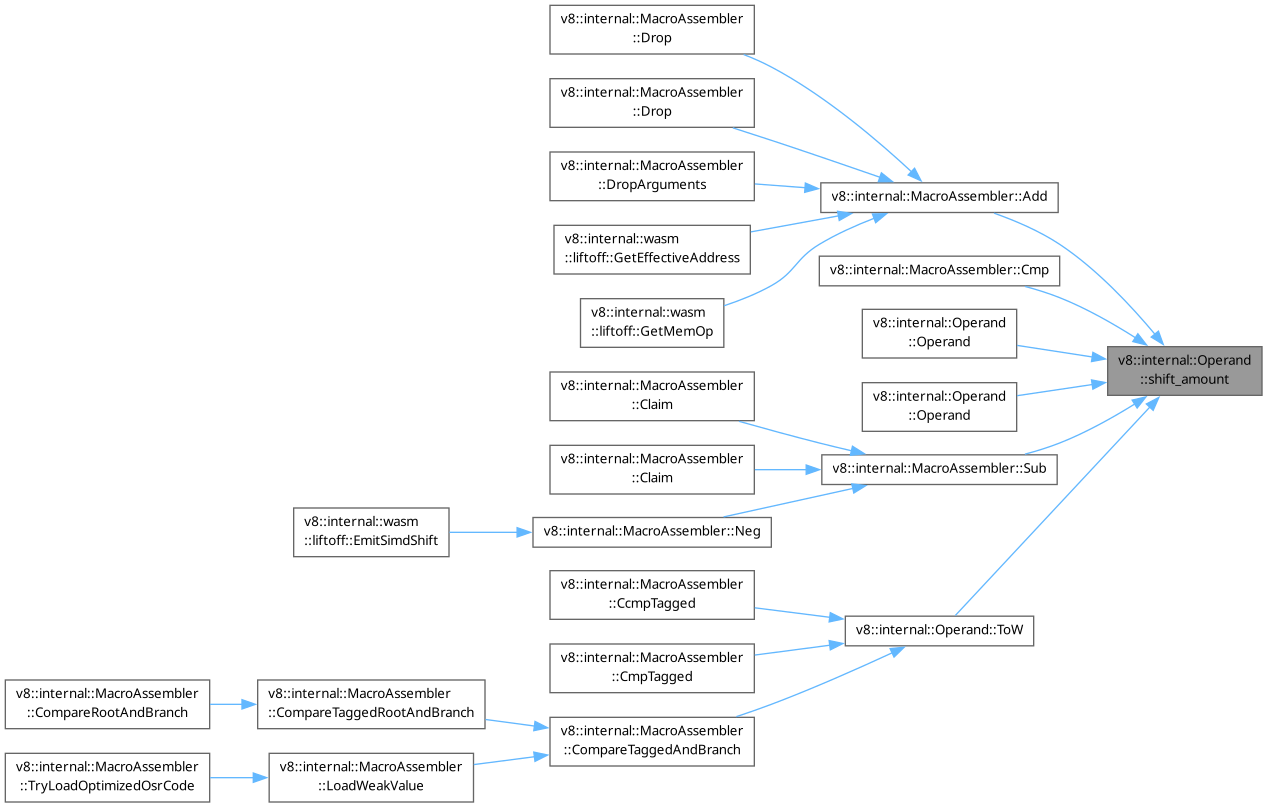 v8::internal::MacroAssembler
::Drop
v8::internal::MacroAssembler
::Drop
v8::internal::MacroAssembler
::DropArguments
v8::internal::MacroAssembler::Add
v8::internal::wasm
::liftoff::GetEffectiveAddress
v8::internal::MacroAssembler::Cmp
v8::internal::wasm
::liftoff::GetMemOp
v8::internal::Operand
::Operand
v8::internal::Operand
::shift_amount
v8::internal::MacroAssembler
::Claim
v8::internal::Operand
::Operand
v8::internal::MacroAssembler
::Claim
v8::internal::MacroAssembler::Sub
v8::internal::wasm
::liftoff::EmitSimdShift
v8::internal::MacroAssembler::Neg
v8::internal::MacroAssembler
::CcmpTagged
v8::internal::Operand::ToW
v8::internal::MacroAssembler
::CmpTagged
v8::internal::MacroAssembler
::CompareRootAndBranch
v8::internal::MacroAssembler
::CompareTaggedRootAndBranch
v8::internal::MacroAssembler
::CompareTaggedAndBranch
v8::internal::MacroAssembler
::TryLoadOptimizedOsrCode
v8::internal::MacroAssembler
::LoadWeakValue